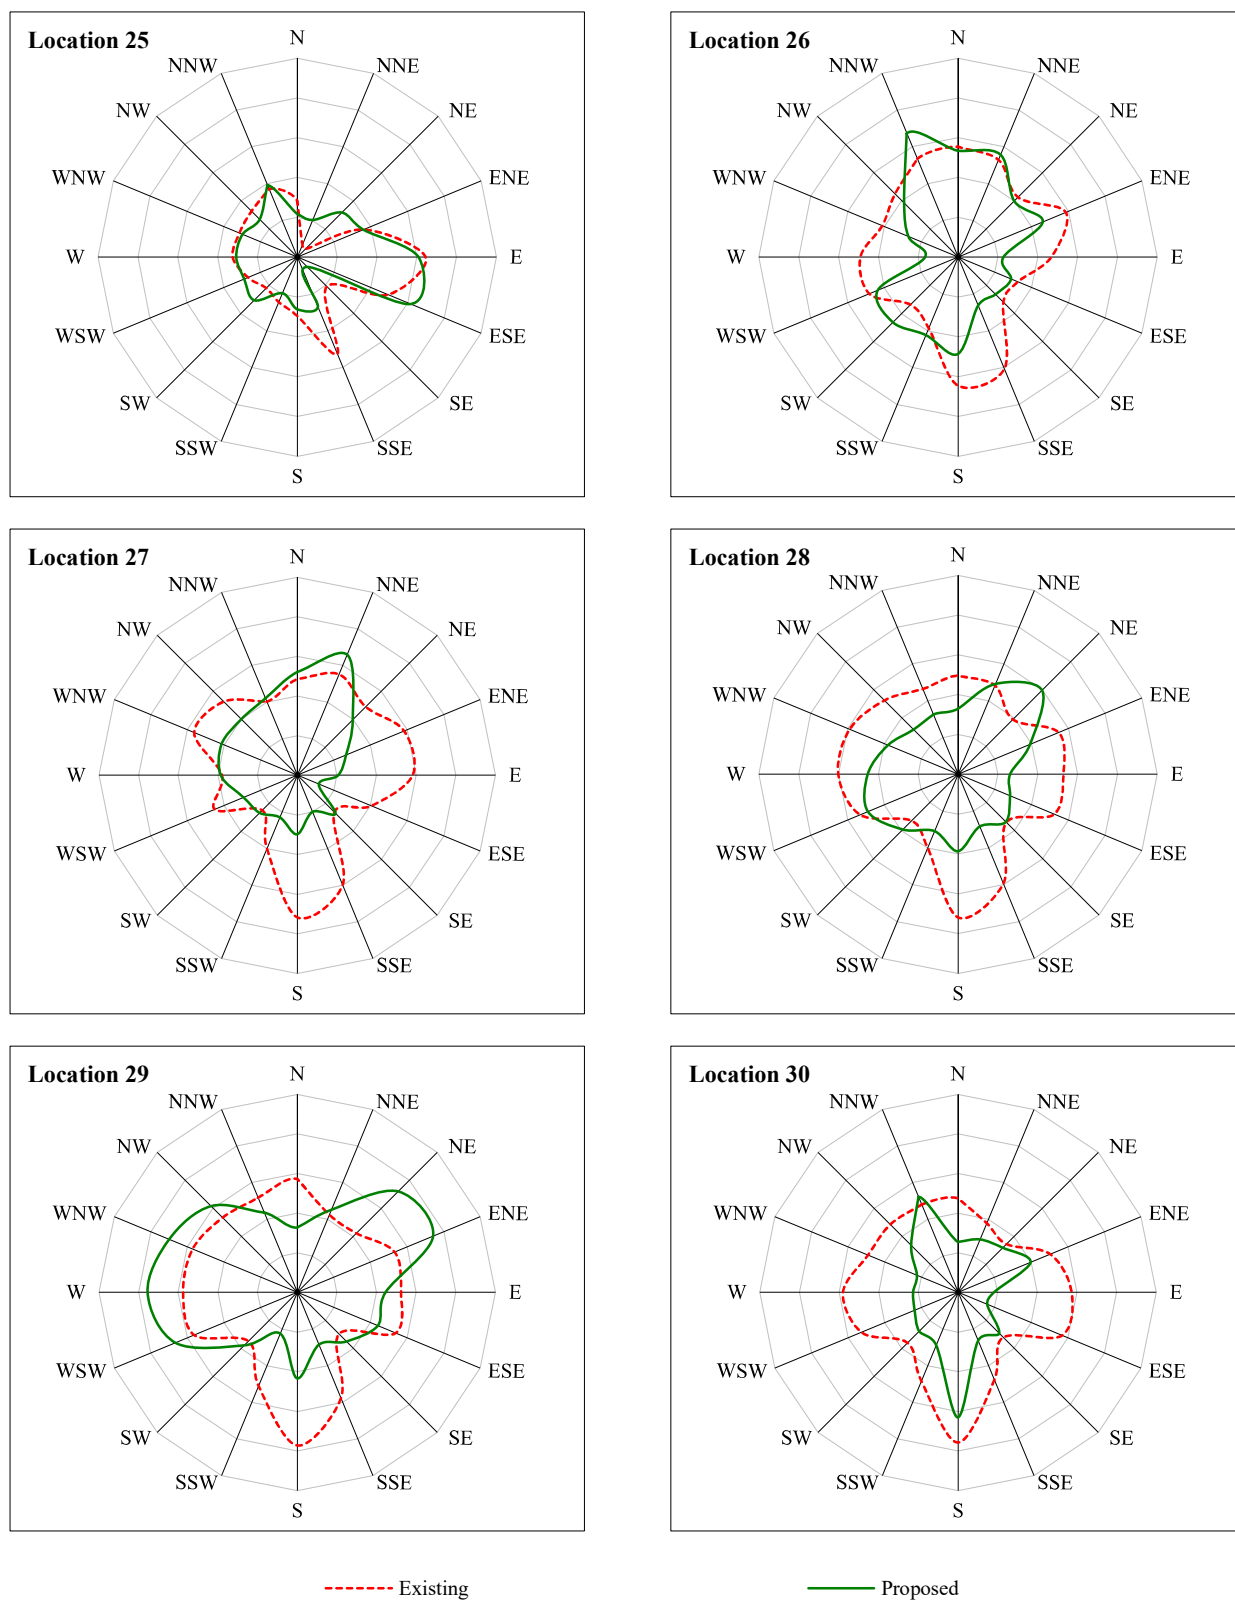 Location 25
N
NNW
NNE
NW
NE
WNW
ENE
W
E
WSW
ESE
SW
SE
SSW
SSE
S
Location 26
N
NNW
NNE
NW
NE
WNW
ENE
W
E
WSW
ESE
SW
SE
SSW
SSE
S
Location 27
N
NNW
NNE
NW
NE
WNW
ENE
W
E
WSW
ESE
SW
SE
SSW
SSE
S
Location 28
N
NNW
NNE
NW
NE
WNW
ENE
W
E
WSW
ESE
SW
SE
SSW
SSE
S
Location 29
N
NNW
NNE
NW
NE
WNW
ENE
W
E
WSW
ESE
SW
SE
SSW
SSE
S
Location 30
N
NNW
NNE
NW
NE
WNW
ENE
W
E
WSW
ESE
SW
SE
SSW
SSE
S
Existing
Proposed